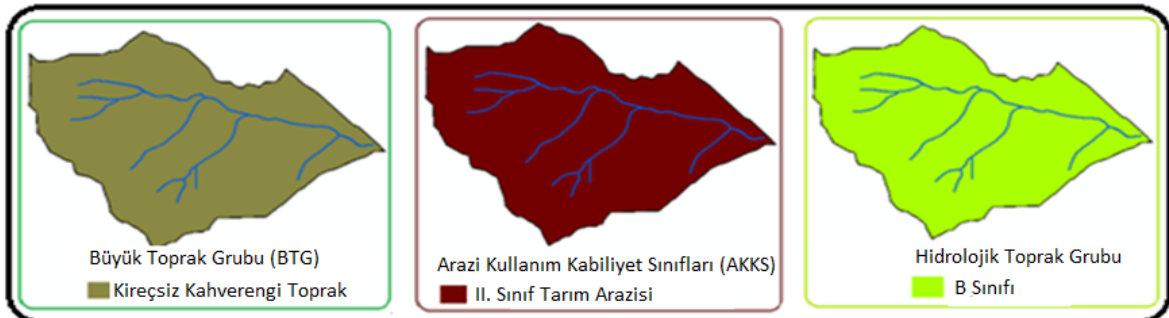 Büyük Toprak Grubu (BTG)
Kireçsiz Kahverengi Toprak
Arazi Kullanım Kabiliyet Sınıfları (AKKS)
II. Sınıf Tarım Arazisi
Hidrolojik Toprak Grubu
B Sınıfı